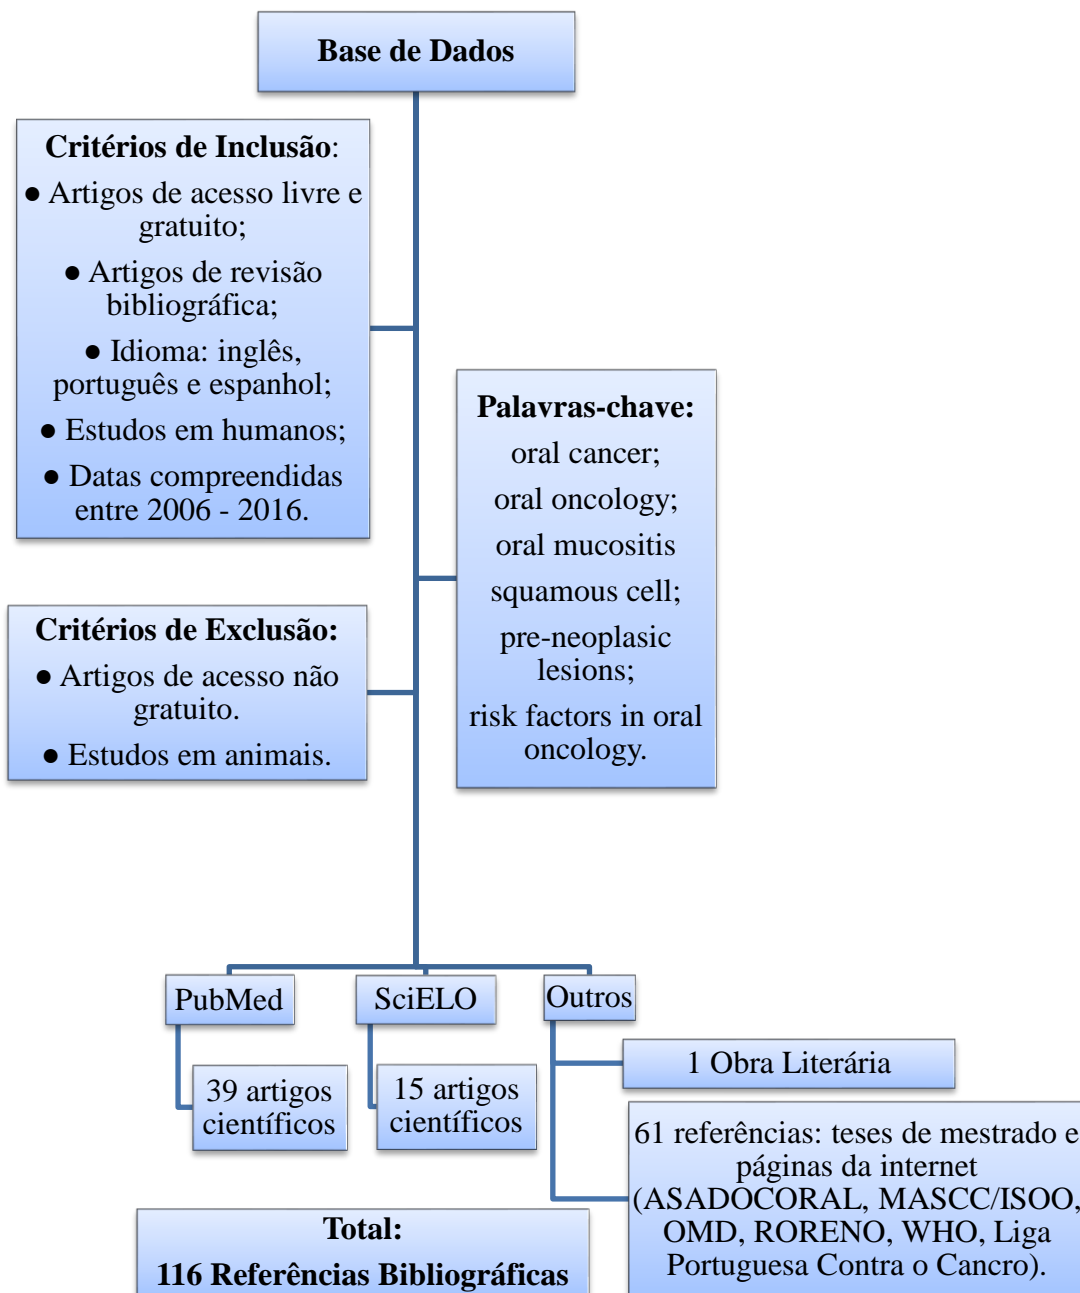 Base de Dados
Critérios de Inclusão:
● Artigos de acesso livre e
gratuito;
● Artigos de revisão
bibliográfica;
● Idioma: inglês,
português e espanhol;
● Estudos em humanos;
● Datas compreendidas
entre 2006 - 2016.
Palavras-chave:
oral cancer;
oral oncology;
oral mucositis
squamous cell;
pre-neoplasic
lesions;
risk factors in oral
oncology.
Critérios de Exclusão:
● Artigos de acesso não
gratuito.
● Estudos em animais.
PubMed
SciELO
Outros
39 artigos
científicos
15 artigos
científicos
1 Obra Literária
61 referências: teses de mestrado e
páginas da internet
(ASADOCORAL, MASCC/ISOO,
OMD, RORENO, WHO, Liga
Portuguesa Contra o Cancro).
Total:
116 Referências Bibliográficas